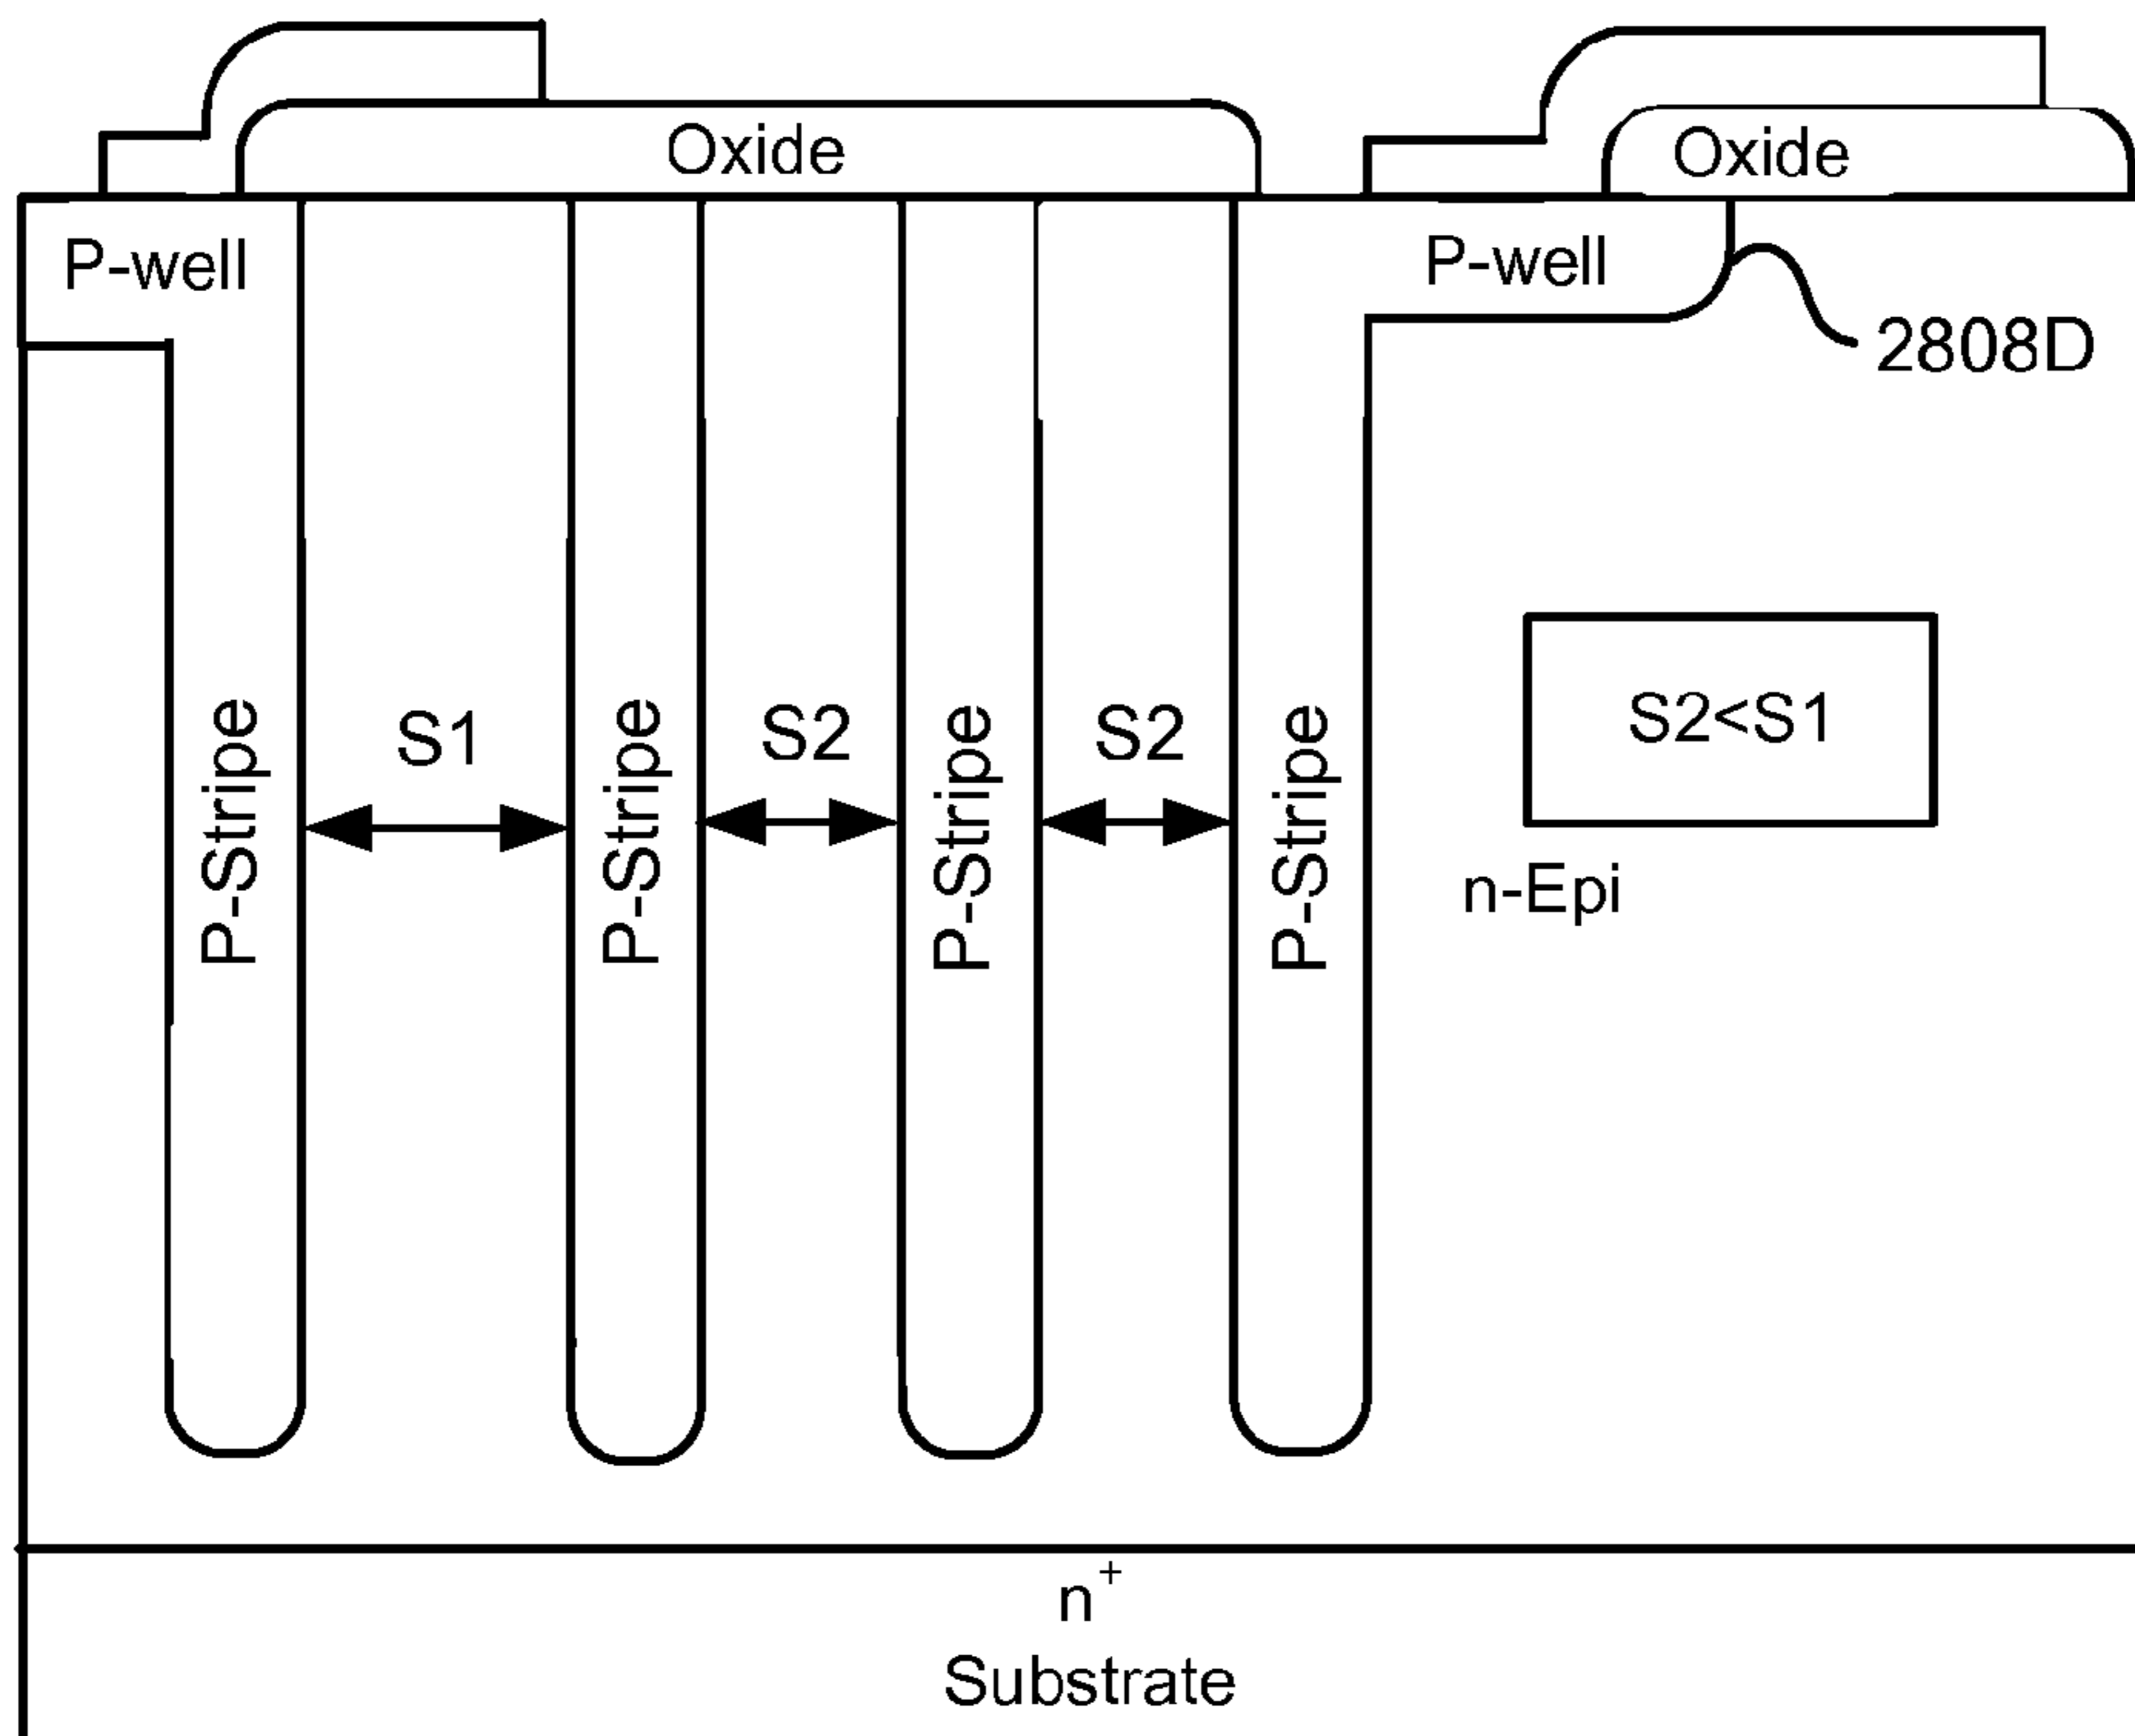 Oxide
Oxide
P-well
P-well
2808D
P-Stripe
S1
P-Stripe
S2
P-Stripe
S2
P-Stripe
S2<S1
n-Epi
n+
Substrate